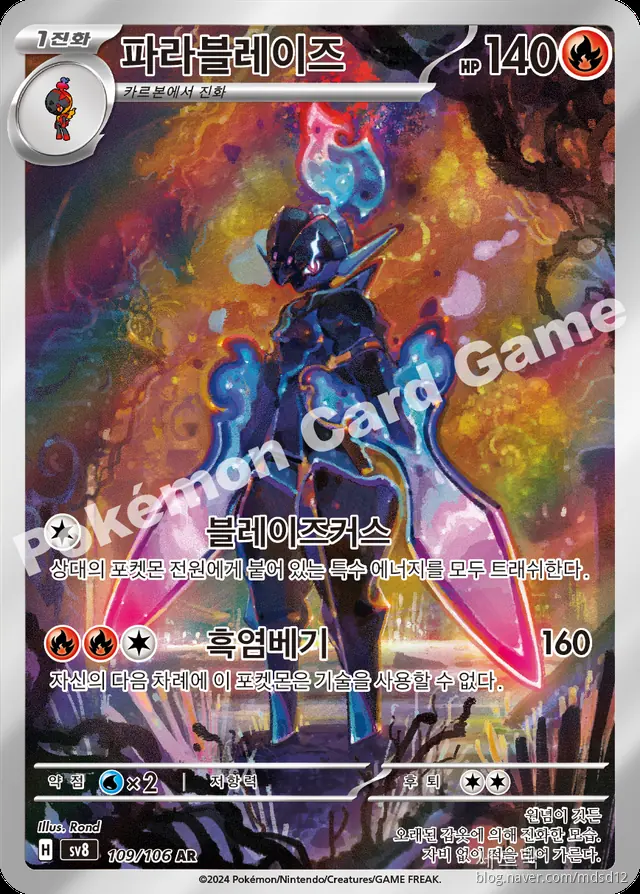 1진화
파라블레이즈
HP 140
카르본에서 진화
Pokémon Card Game
블레이즈커스
상대의 포켓몬 전원에게 붙어 있는 특수 에너지를 모두 트래쉬한다.
흑염베기 160
자신의 다음 차례에 이 포켓몬은 기술을 사용할 수 없다.
약점 ×2 저항력 후퇴
Illus. Rond
H sv8 109/106 AR
원념이 깃든
오래된 갑옷에 의해 진화한 모습.
자비 없이 적을 베어 가른다.
©2024 Pokémon/Nintendo/Creatures/GAME FREAK.
blog.naver.com/mdsd12